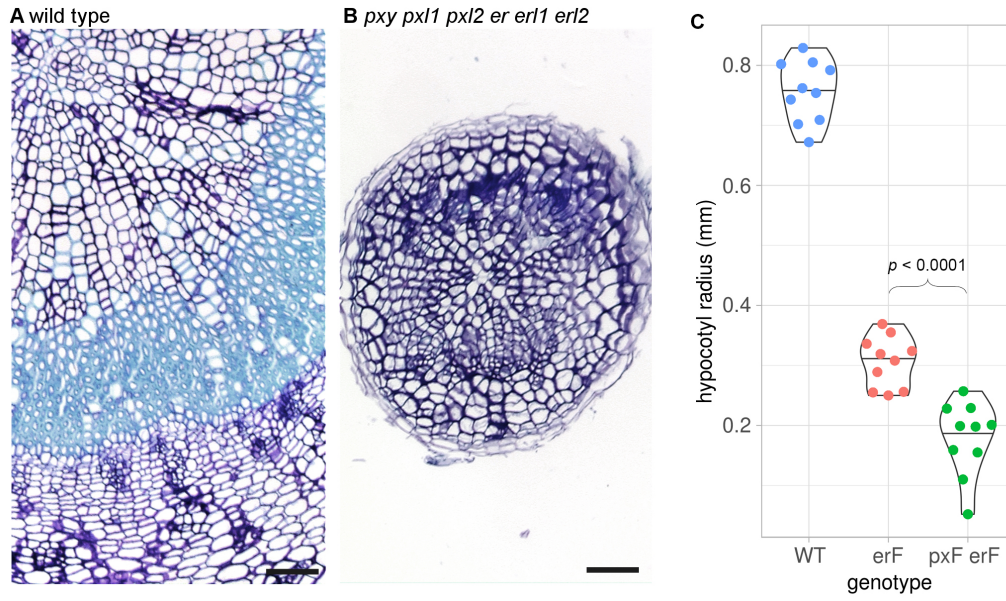 A wild type
B pxy pxl1 pxl2 er erl1 erl2
C
0.8
0.6
0.4
0.2
hypocotyl radius (mm)
p < 0.0001
WT erF pxF erF
genotype